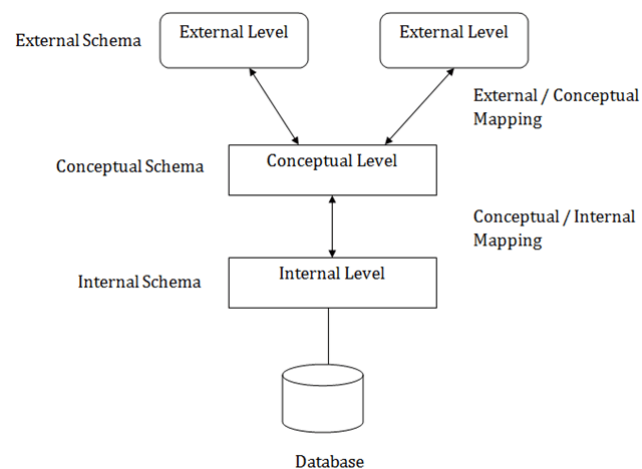 External Schema
External Level
External Level
External / Conceptual
Mapping
Conceptual Schema
Conceptual Level
Conceptual / Internal
Mapping
Internal Schema
Internal Level
Database